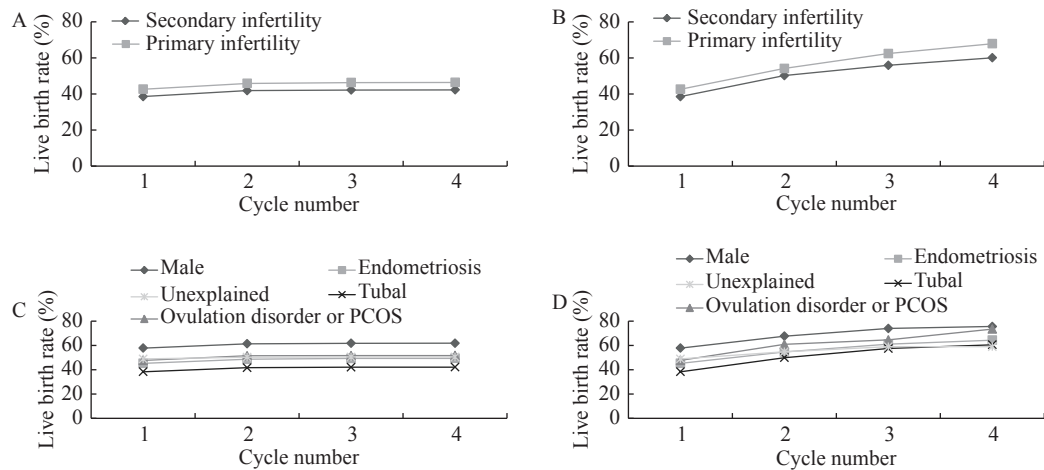 A
Live birth rate (%)
80
60
40
20
0
Secondary infertility
Primary infertility
1 2 3 4
Cycle number
B
Live birth rate (%)
80
60
40
20
0
Secondary infertility
Primary infertility
1 2 3 4
Cycle number
C
Male Endometriosis
Unexplained Tubal
Ovulation disorder or PCOS
Live birth rate (%)
80
60
40
20
0
1 2 3 4
Cycle number
D
Male Endometriosis
Unexplained Tubal
Ovulation disorder or PCOS
Live birth rate (%)
80
60
40
20
0
1 2 3 4
Cycle number